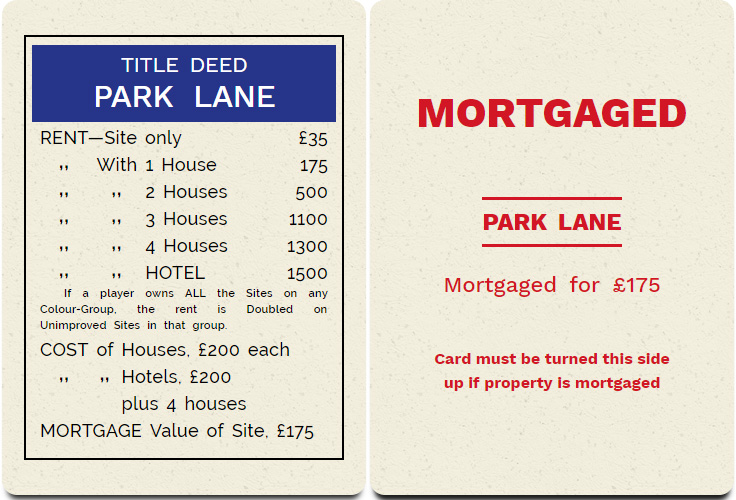 TITLE DEED
PARK LANE
RENT—Site only £35
,, With 1 House 175
,, ,, 2 Houses 500
,, ,, 3 Houses 1100
,, ,, 4 Houses 1300
,, ,, HOTEL 1500
If a player owns ALL the Sites on any
Colour-Group, the rent is Doubled on
Unimproved Sites in that group.
COST of Houses, £200 each
,, ,, Hotels, £200
plus 4 houses
MORTGAGE Value of Site, £175
MORTGAGED
PARK LANE
Mortgaged for £175
Card must be turned this side
up if property is mortgaged